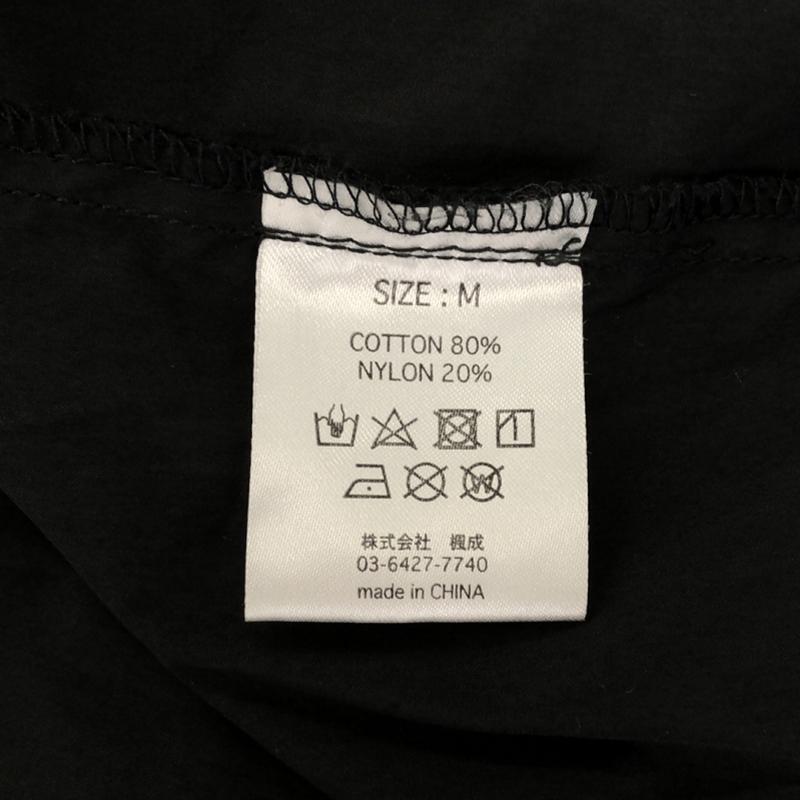 SIZE : M
COTTON 80%
NYLON 20%
W
株式会社　楓成
03-6427-7740
made in CHINA